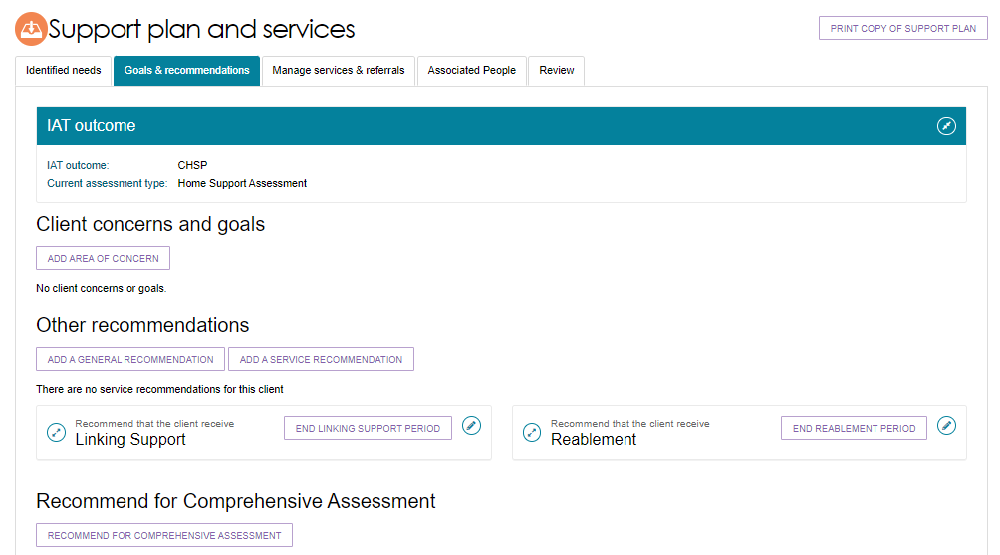 Support plan and services
PRINT COPY OF SUPPORT PLAN
Identified needs
Goals & recommendations
Manage services & referrals
Associated People
Review
IAT outcome
IAT outcome: CHSP
Current assessment type: Home Support Assessment
Client concerns and goals
ADD AREA OF CONCERN
No client concerns or goals.
Other recommendations
ADD A GENERAL RECOMMENDATION
ADD A SERVICE RECOMMENDATION
There are no service recommendations for this client
Recommend that the client receive
Linking Support
END LINKING SUPPORT PERIOD
Recommend that the client receive
Reablement
END REABLEMENT PERIOD
Recommend for Comprehensive Assessment
RECOMMEND FOR COMPREHENSIVE ASSESSMENT